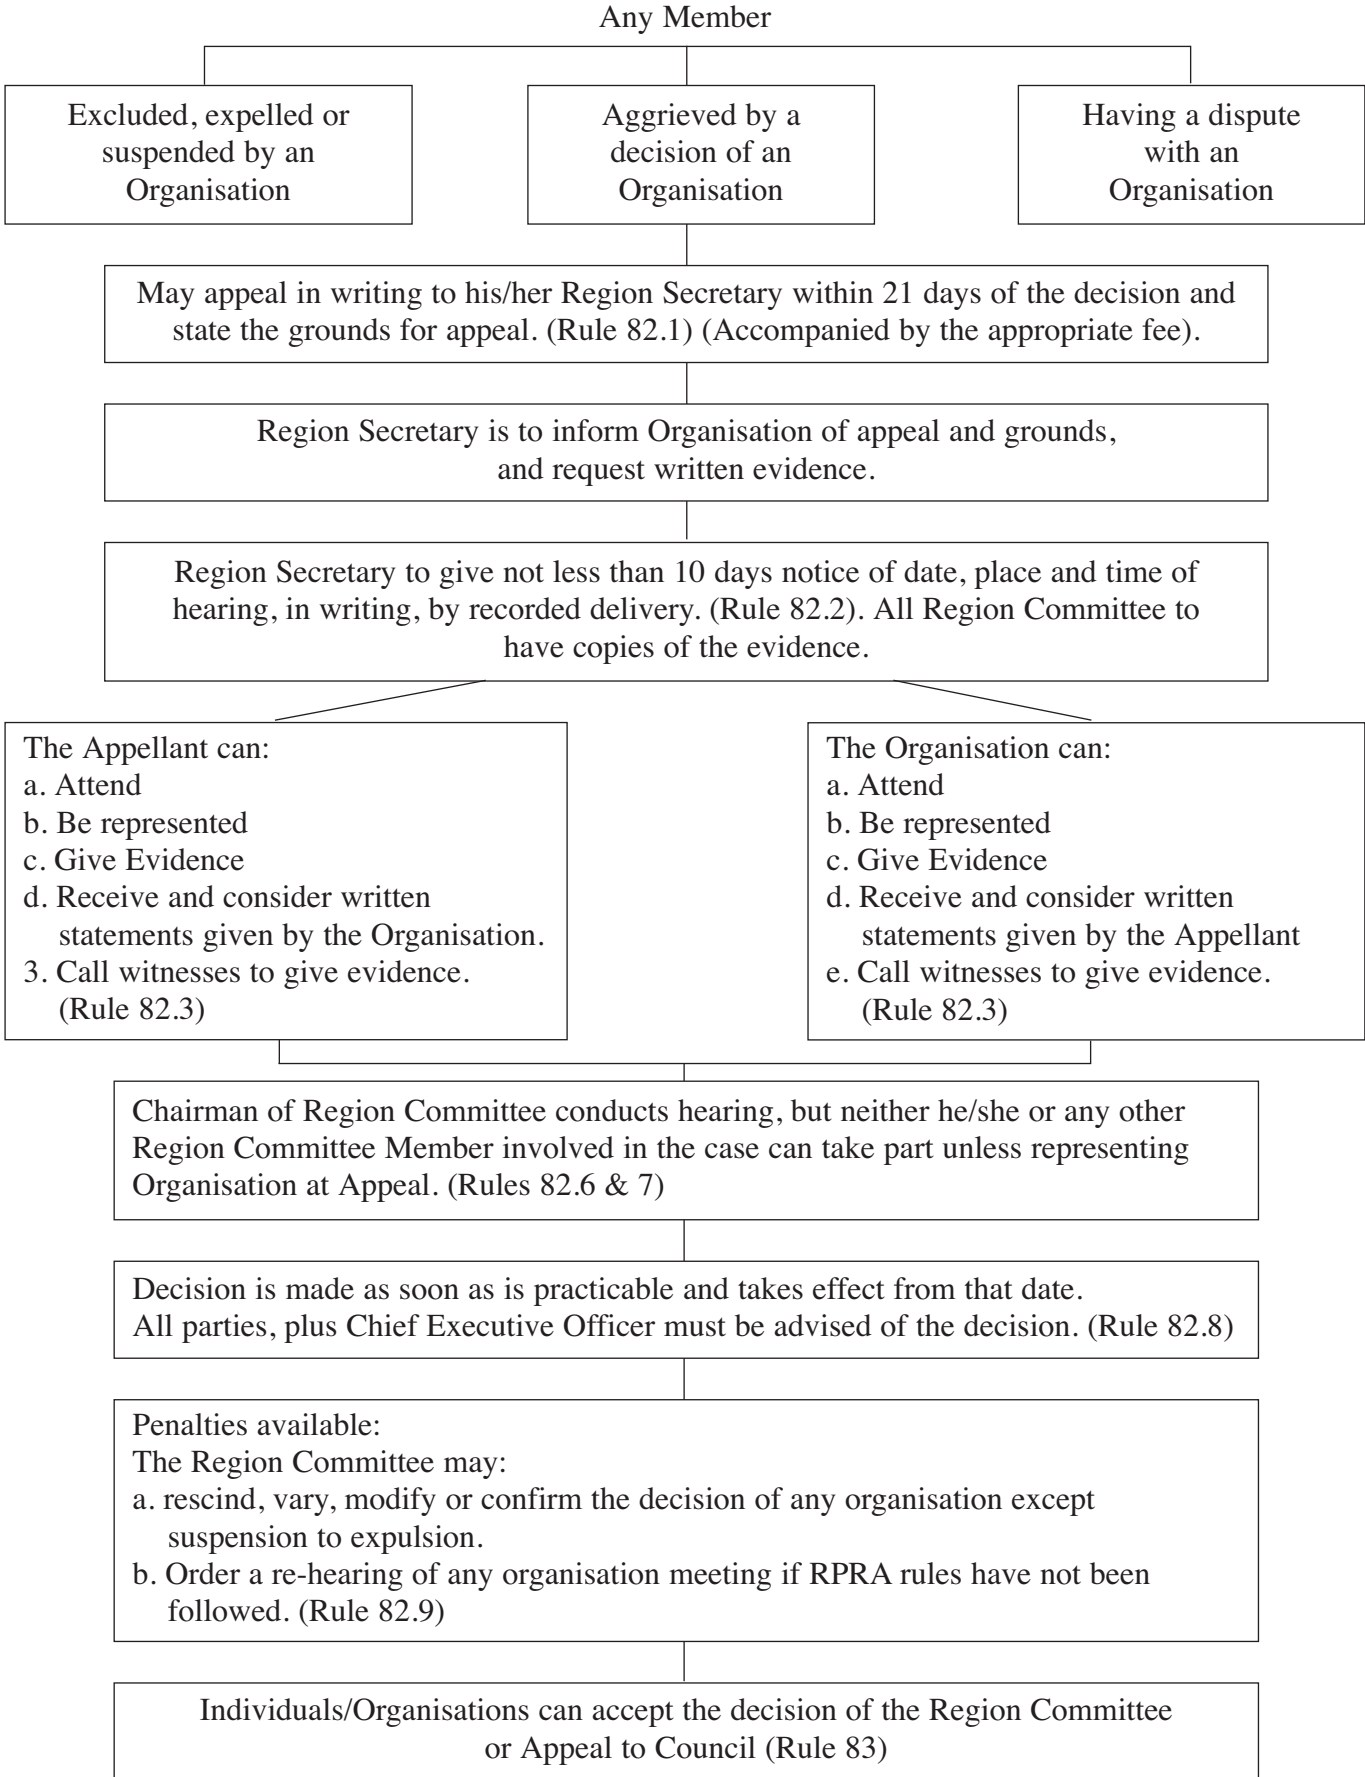 Any Member
Excluded, expelled or
suspended by an
Organisation
Aggrieved by a
decision of an
Organisation
Having a dispute
with an
Organisation
May appeal in writing to his/her Region Secretary within 21 days of the decision and
state the grounds for appeal. (Rule 82.1) (Accompanied by the appropriate fee).
Region Secretary is to inform Organisation of appeal and grounds,
and request written evidence.
Region Secretary to give not less than 10 days notice of date, place and time of
hearing, in writing, by recorded delivery. (Rule 82.2). All Region Committee to
have copies of the evidence.
The Appellant can:
a. Attend
b. Be represented
c. Give Evidence
d. Receive and consider written
statements given by the Organisation.
3. Call witnesses to give evidence.
(Rule 82.3)
The Organisation can:
a. Attend
b. Be represented
c. Give Evidence
d. Receive and consider written
statements given by the Appellant
e. Call witnesses to give evidence.
(Rule 82.3)
Chairman of Region Committee conducts hearing, but neither he/she or any other
Region Committee Member involved in the case can take part unless representing
Organisation at Appeal. (Rules 82.6 & 7)
Decision is made as soon as is practicable and takes effect from that date.
All parties, plus Chief Executive Officer must be advised of the decision. (Rule 82.8)
Penalties available:
The Region Committee may:
a. rescind, vary, modify or confirm the decision of any organisation except
suspension to expulsion.
b. Order a re-hearing of any organisation meeting if RPRA rules have not been
followed. (Rule 82.9)
Individuals/Organisations can accept the decision of the Region Committee
or Appeal to Council (Rule 83)